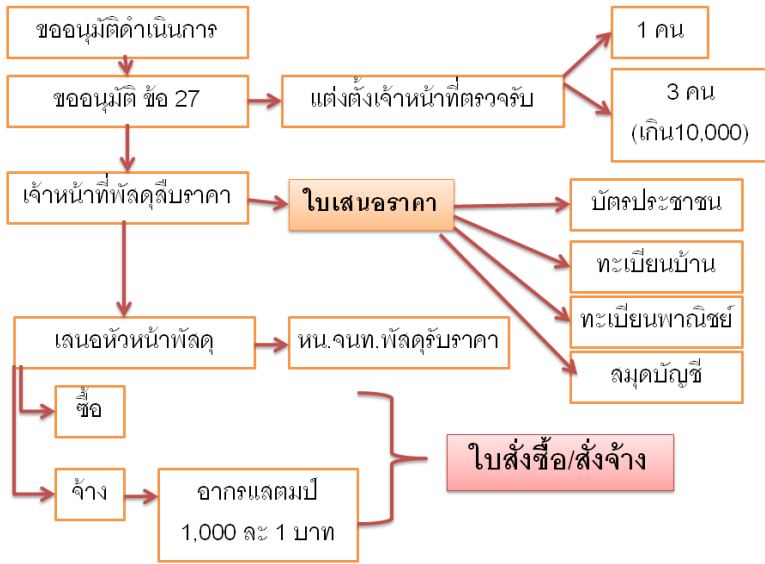 ขออนุมัติดำเนินการ
1 คน
ขออนุมัติ ข้อ 27
แต่งตั้งเจ้าหน้าที่ตรวจรับ
3 คน
(เกิน10,000)
เจ้าหน้าที่พัสดุสืบราคา
ใบเสนอราคา
บัตรประชาชน
ทะเบียนบ้าน
ทะเบียนพาณิชย์
สมุดบัญชี
เสนอหัวหน้าพัสดุ
หน.จนท.พัสดุรับราคา
ซื้อ
จ้าง
อากรแสตมป์
1,000 ละ 1 บาท
ใบสั่งซื้อ/สั่งจ้าง